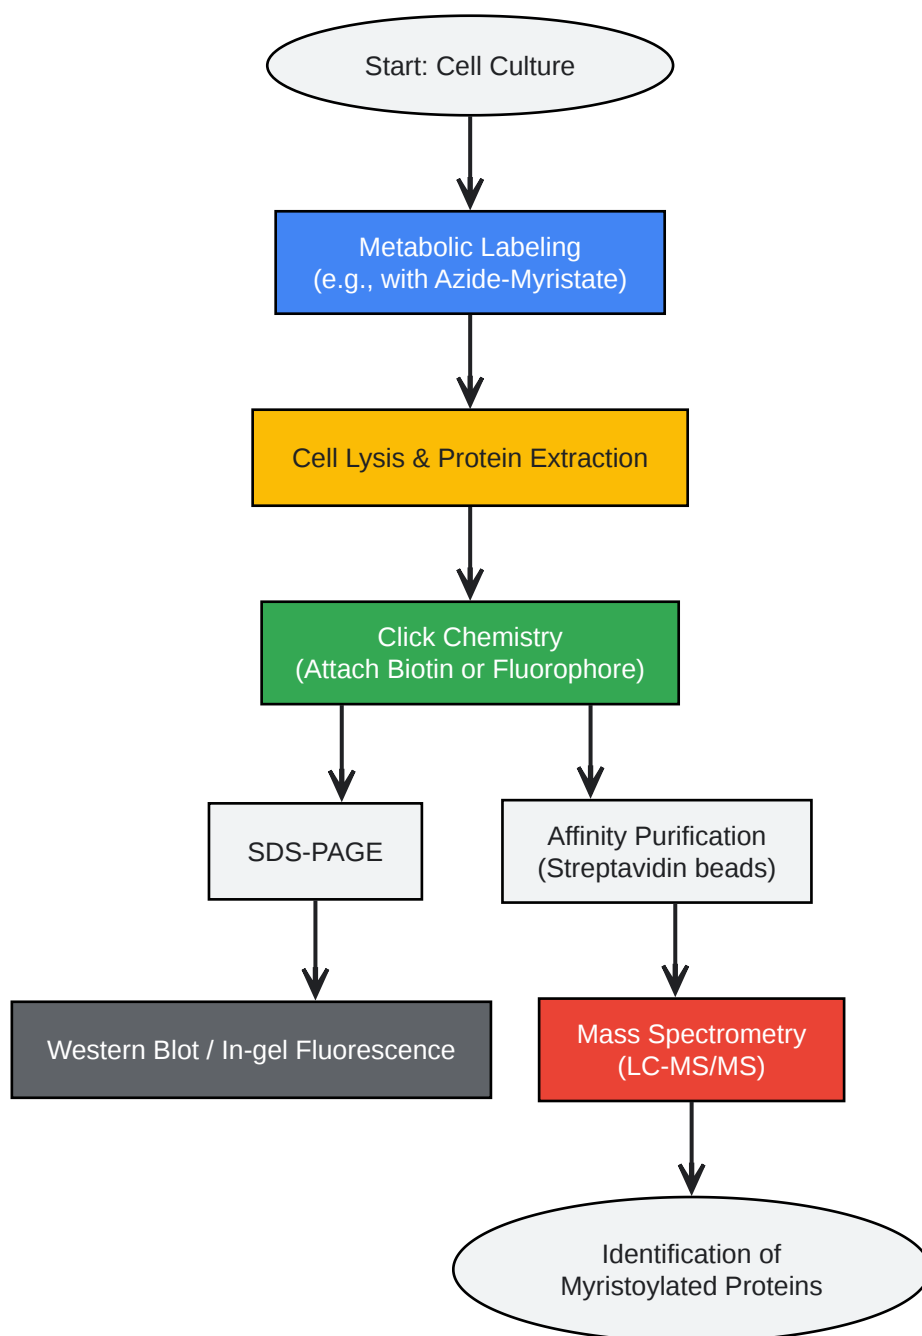 Start: Cell Culture
Metabolic Labeling
(e.g., with Azide-Myristate)
Cell Lysis & Protein Extraction
Click Chemistry
(Attach Biotin or Fluorophore)
SDS-PAGE
Affinity Purification
(Streptavidin beads)
Western Blot / In-gel Fluorescence
Mass Spectrometry
(LC-MS/MS)
Identification of
Myristoylated Proteins